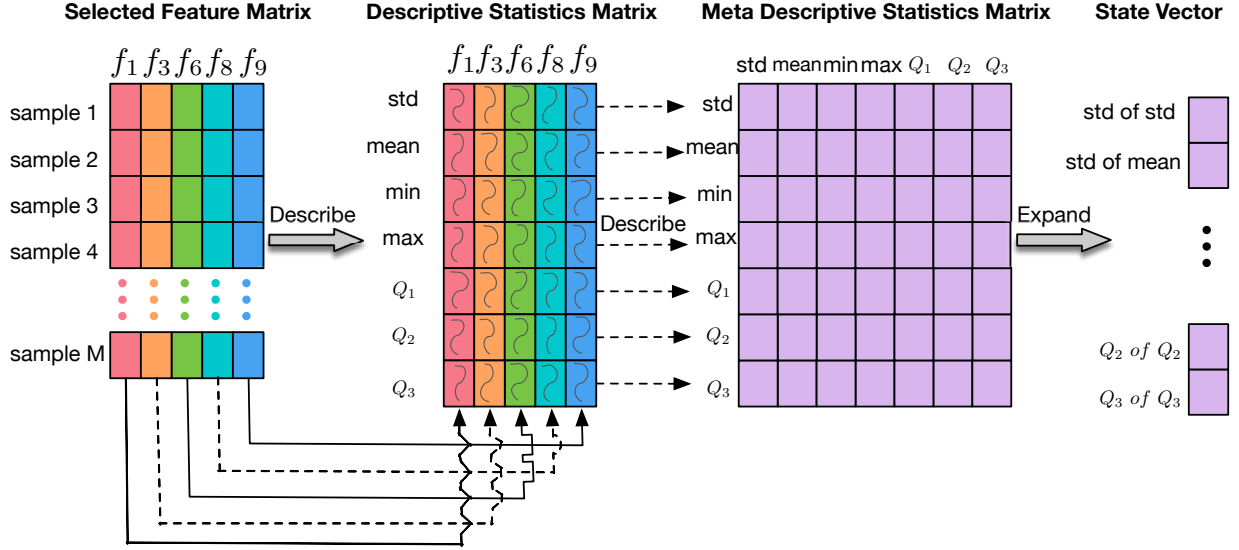 Selected Feature Matrix
Descriptive Statistics Matrix
Meta Descriptive Statistics Matrix
State Vector
f1 f3 f6 f8 f9
sample 1
sample 2
sample 3
sample 4
sample M
Describe
f1 f3 f6 f8 f9
std
mean
min
max
Q1
Q2
Q3
Describe
std mean min max Q1 Q2 Q3
std
mean
min
max
Q1
Q2
Q3
Expand
std of std
std of mean
Q2 of Q2
Q3 of Q3